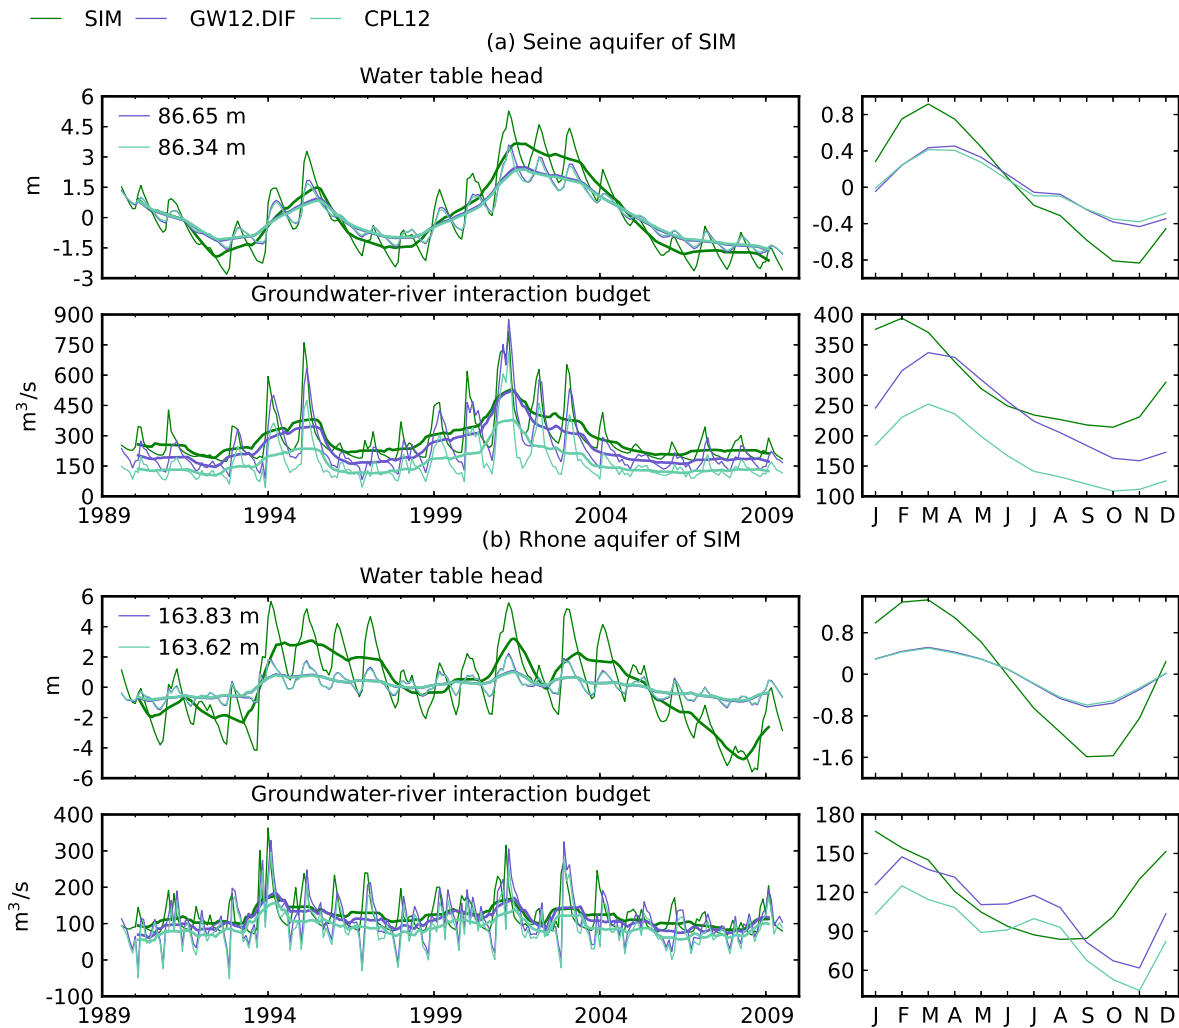 SIM GW12.DIF CPL12
(a) Seine aquifer of SIM
Water table head
6
4.5
3
1.5
0
-1.5
-3
m
86.65 m
86.34 m
0.8
0.4
0
-0.4
-0.8
Groundwater-river interaction budget
900
750
600
450
300
150
0
m³/s
1989 1994 1999 2004 2009
400
350
300
250
200
150
100
J F M A M J J A S O N D
(b) Rhone aquifer of SIM
Water table head
6
4
2
0
-2
-4
-6
m
163.83 m
163.62 m
0.8
0
-0.8
-1.6
Groundwater-river interaction budget
400
300
200
100
0
-100
m³/s
1989 1994 1999 2004 2009
180
150
120
90
60
J F M A M J J A S O N D